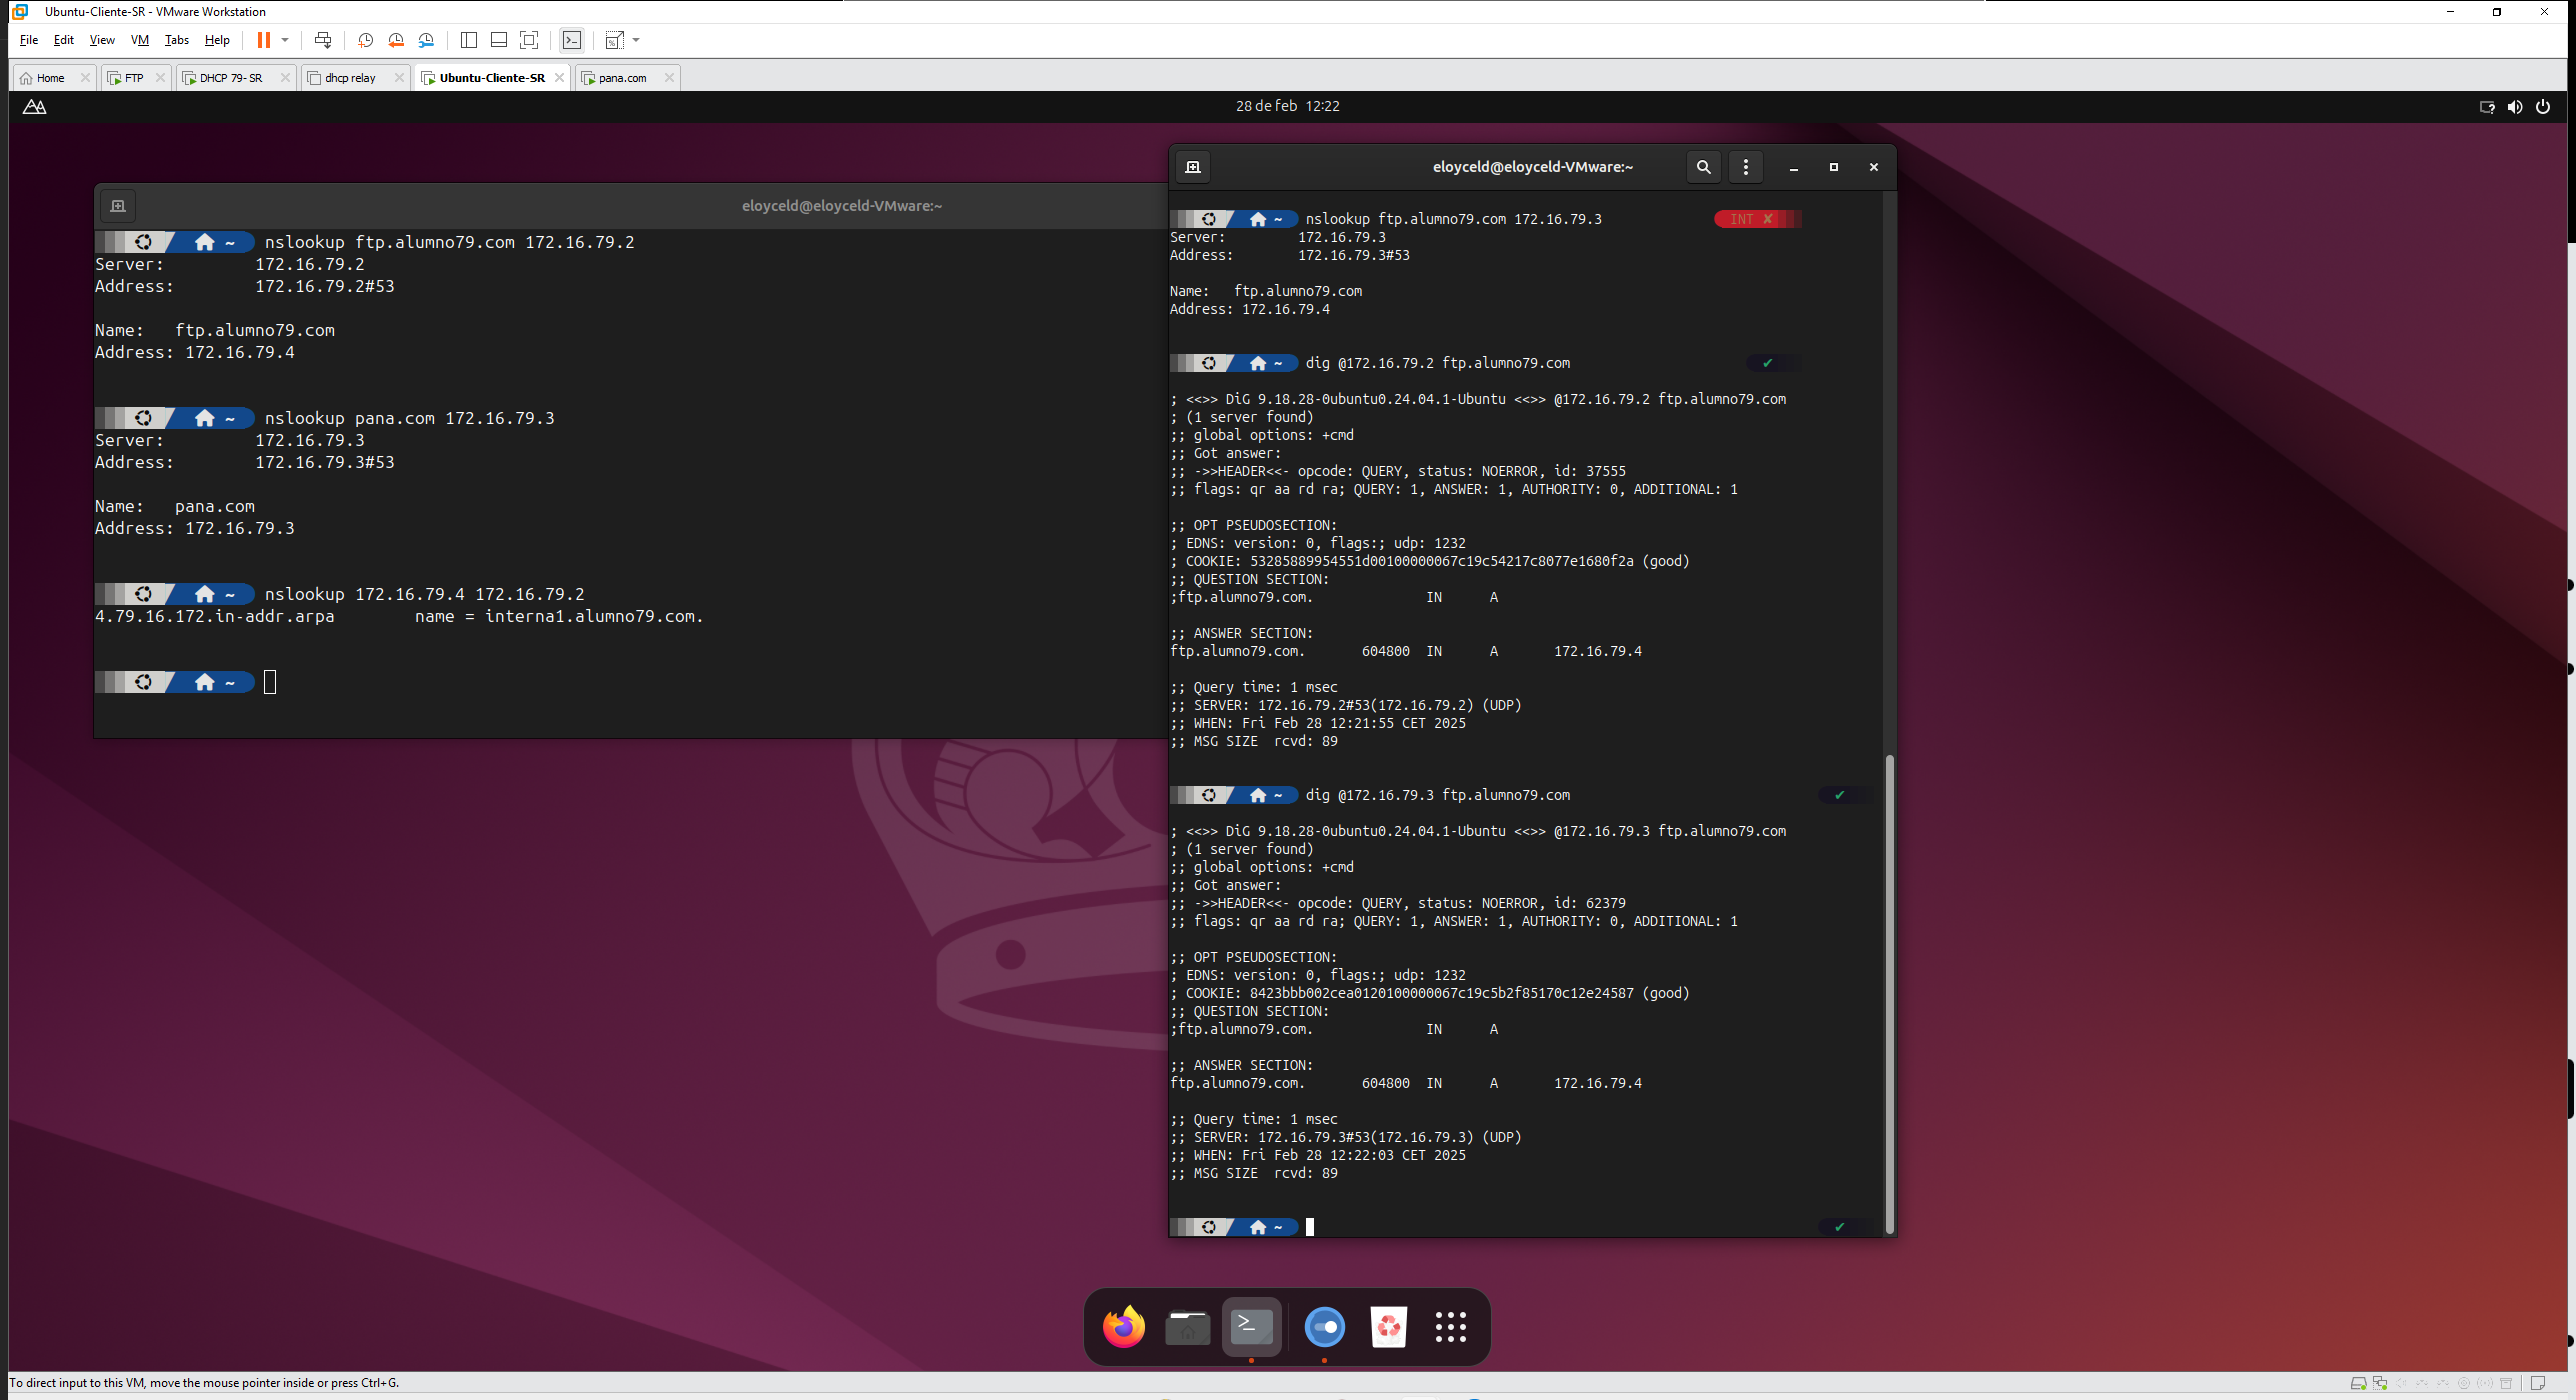 Ubuntu-Cliente-SR - VMware Workstation
File Edit View VM Tabs Help
Home FTP DHCP 79- SR dhcp relay Ubuntu-Cliente-SR pana.com
28 de feb 12:22
eloyceld@eloyceld-VMware:~
~ nslookup ftp.alumno79.com 172.16.79.2
Server: 172.16.79.2
Address: 172.16.79.2#53
Name: ftp.alumno79.com
Address: 172.16.79.4
~ nslookup pana.com 172.16.79.3
Server: 172.16.79.3
Address: 172.16.79.3#53
Name: pana.com
Address: 172.16.79.3
~ nslookup 172.16.79.4 172.16.79.2
4.79.16.172.in-addr.arpa name = interna1.alumno79.com.
~
eloyceld@eloyceld-VMware:~
~ nslookup ftp.alumno79.com 172.16.79.3 INT ✘
Server: 172.16.79.3
Address: 172.16.79.3#53
Name: ftp.alumno79.com
Address: 172.16.79.4
~ dig @172.16.79.2 ftp.alumno79.com ✔
; <<>> DiG 9.18.28-0ubuntu0.24.04.1-Ubuntu <<>> @172.16.79.2 ftp.alumno79.com
; (1 server found)
;; global options: +cmd
;; Got answer:
;; ->>HEADER<<- opcode: QUERY, status: NOERROR, id: 37555
;; flags: qr aa rd ra; QUERY: 1, ANSWER: 1, AUTHORITY: 0, ADDITIONAL: 1
;; OPT PSEUDOSECTION:
; EDNS: version: 0, flags:; udp: 1232
; COOKIE: 53285889954551d00100000067c19c54217c8077e1680f2a (good)
;; QUESTION SECTION:
;ftp.alumno79.com. IN A
;; ANSWER SECTION:
ftp.alumno79.com. 604800 IN A 172.16.79.4
;; Query time: 1 msec
;; SERVER: 172.16.79.2#53(172.16.79.2) (UDP)
;; WHEN: Fri Feb 28 12:21:55 CET 2025
;; MSG SIZE rcvd: 89
~ dig @172.16.79.3 ftp.alumno79.com ✔
; <<>> DiG 9.18.28-0ubuntu0.24.04.1-Ubuntu <<>> @172.16.79.3 ftp.alumno79.com
; (1 server found)
;; global options: +cmd
;; Got answer:
;; ->>HEADER<<- opcode: QUERY, status: NOERROR, id: 62379
;; flags: qr aa rd ra; QUERY: 1, ANSWER: 1, AUTHORITY: 0, ADDITIONAL: 1
;; OPT PSEUDOSECTION:
; EDNS: version: 0, flags:; udp: 1232
; COOKIE: 8423bbb002cea0120100000067c19c5b2f85170c12e24587 (good)
;; QUESTION SECTION:
;ftp.alumno79.com. IN A
;; ANSWER SECTION:
ftp.alumno79.com. 604800 IN A 172.16.79.4
;; Query time: 1 msec
;; SERVER: 172.16.79.3#53(172.16.79.3) (UDP)
;; WHEN: Fri Feb 28 12:22:03 CET 2025
;; MSG SIZE rcvd: 89
~ ✔
To direct input to this VM, move the mouse pointer inside or press Ctrl+G.